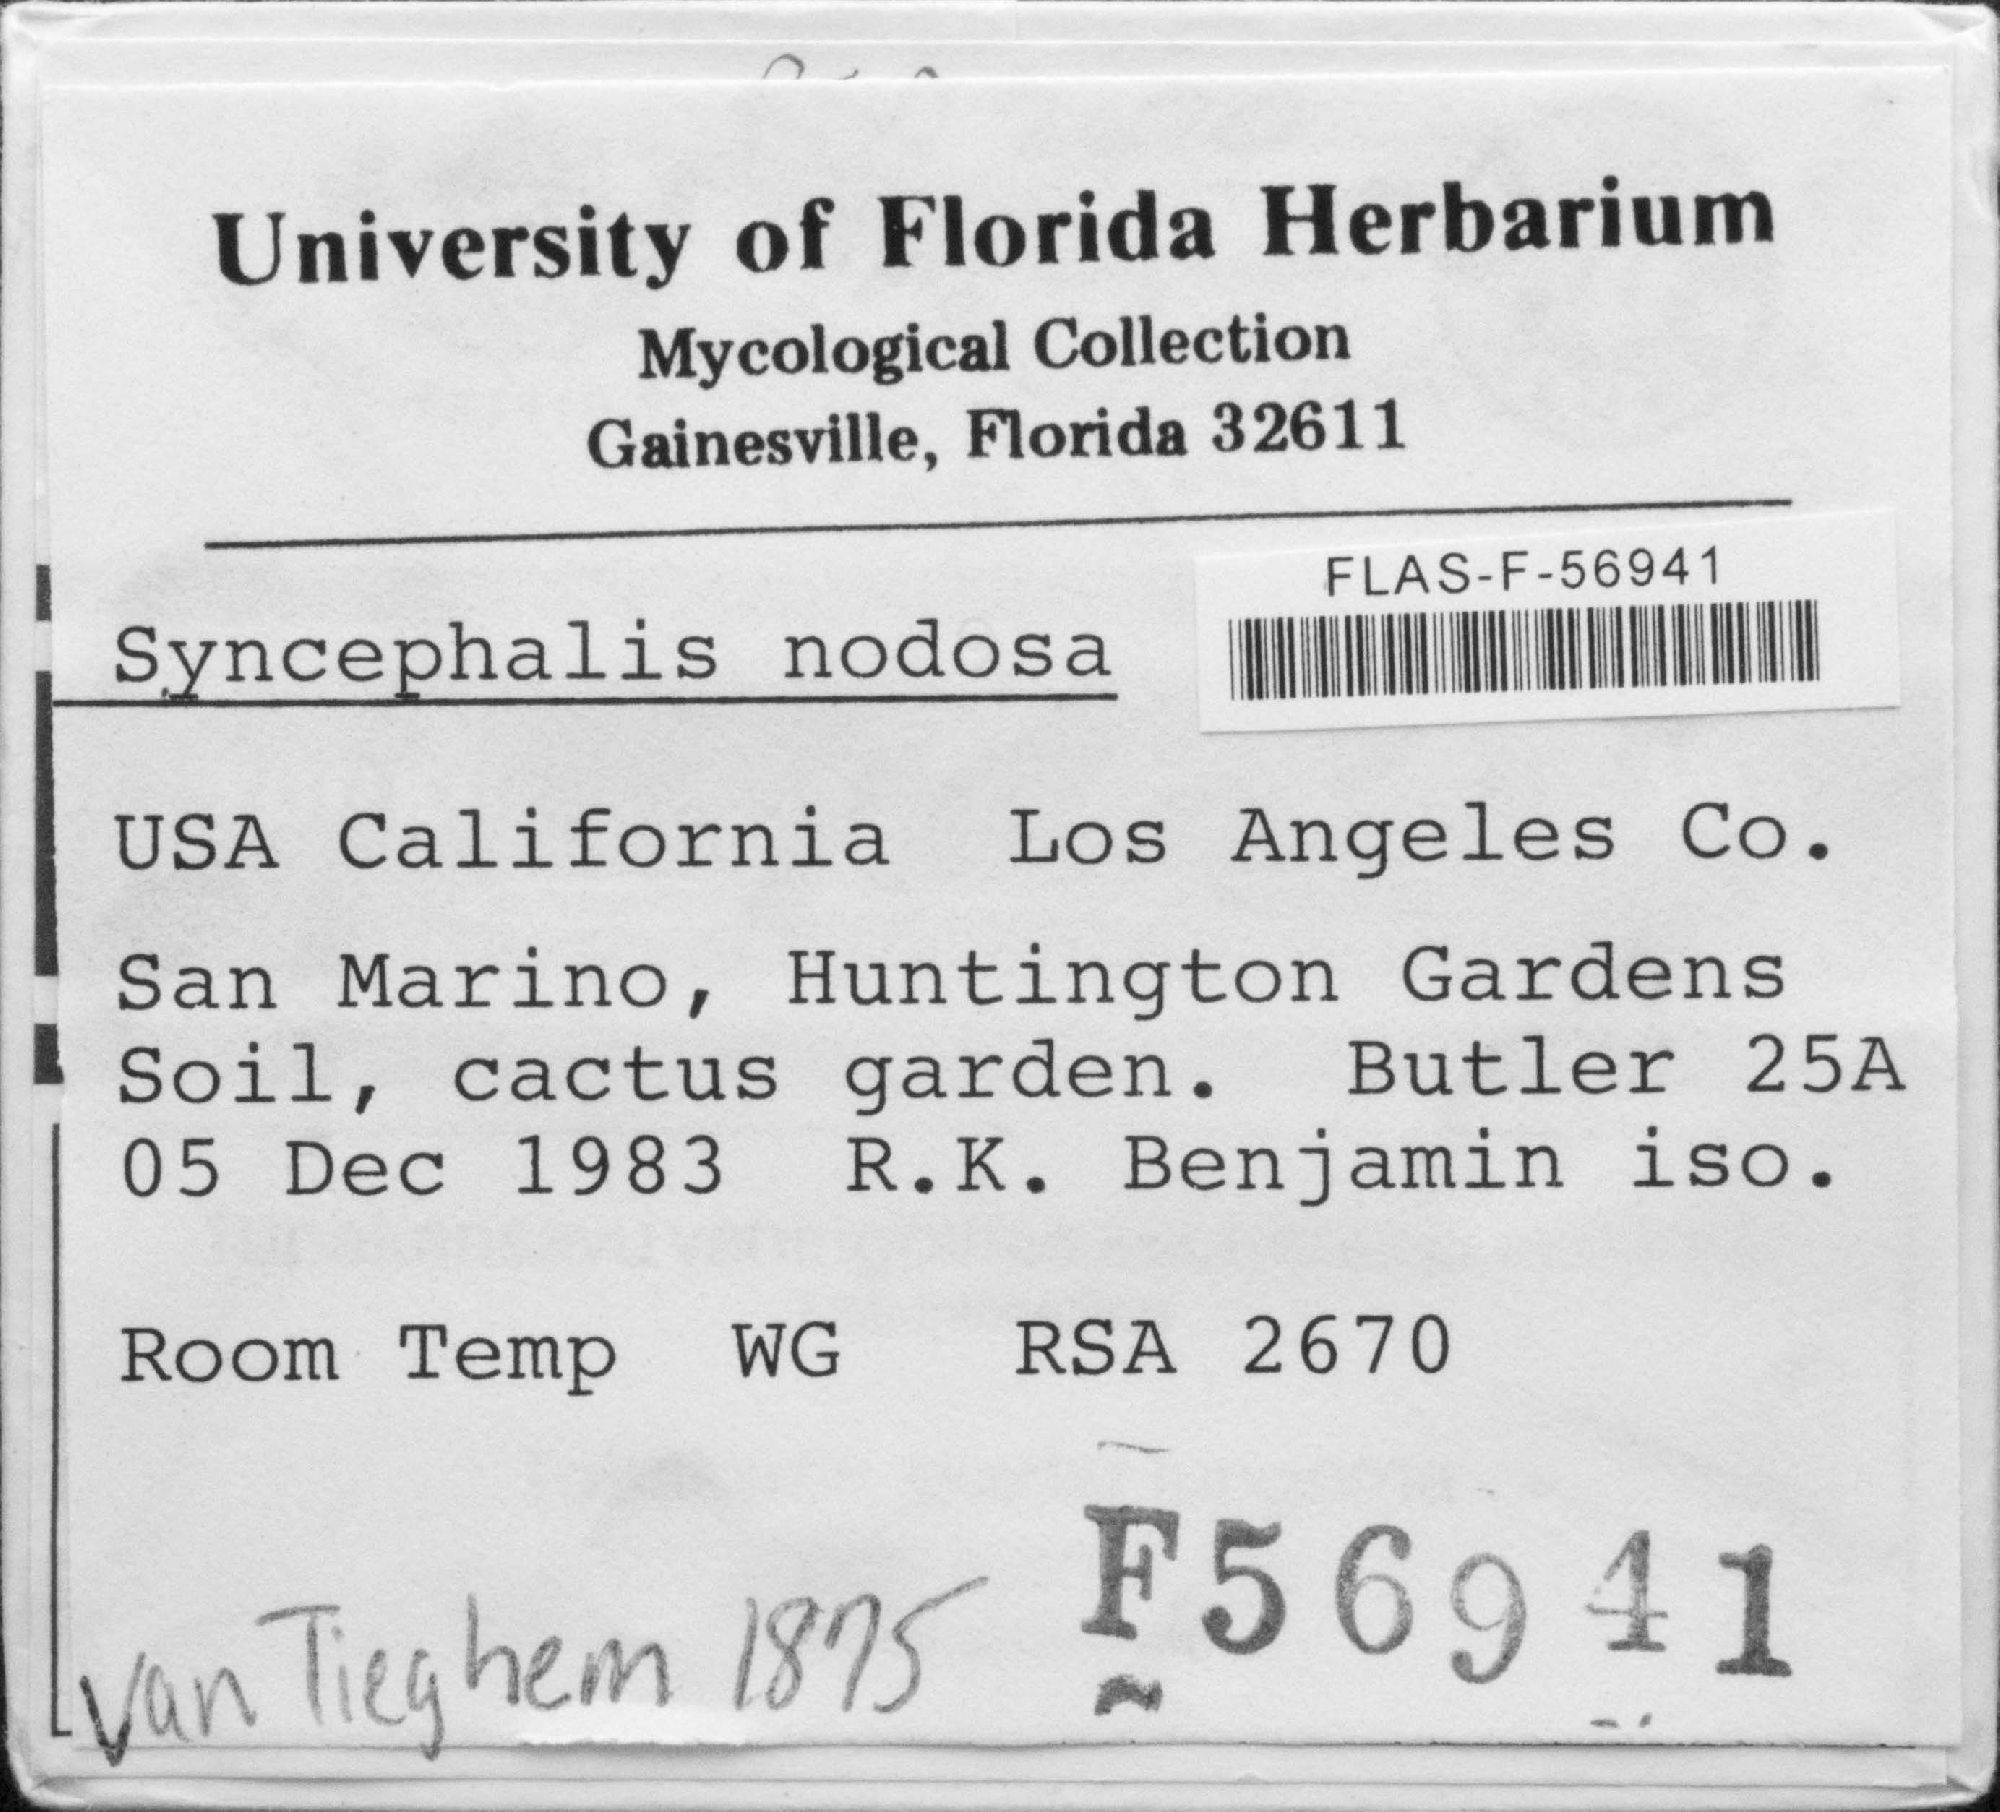 University of Florida Herbarium
Mycological Collection
Gainesville, Florida 32611
FLAS-F-56941
Syncephalis nodosa
USA California Los Angeles Co.
San Marino, Huntington Gardens
Soil, cactus garden. Butler 25A
05 Dec 1983 R.K. Benjamin iso.
Room Temp WG RSA 2670
F56941
van Tieghem 1875